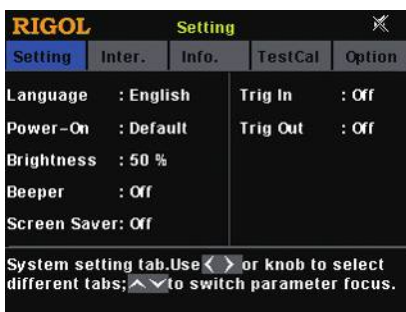 RIGOL Setting
Setting Inter. Info. TestCal Option
Language : English Trig In : Off
Power-On : Default Trig Out : Off
Brightness : 50 %
Beeper : Off
Screen Saver: Off
System setting tab.Use < > or knob to select
different tabs; to switch parameter focus.